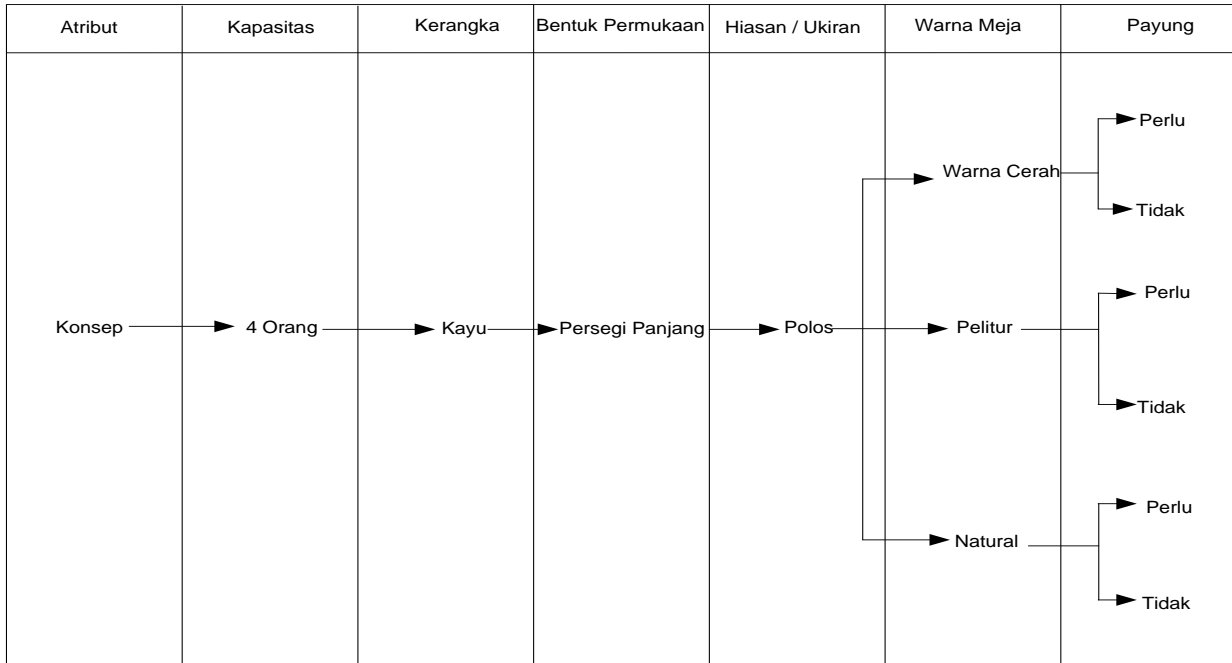 Atribut
Kapasitas
Kerangka
Bentuk Permukaan
Hiasan / Ukiran
Warna Meja
Payung
Konsep
4 Orang
Kayu
Persegi Panjang
Polos
Warna Cerah
Perlu
Tidak
Pelitur
Perlu
Tidak
Natural
Perlu
Tidak